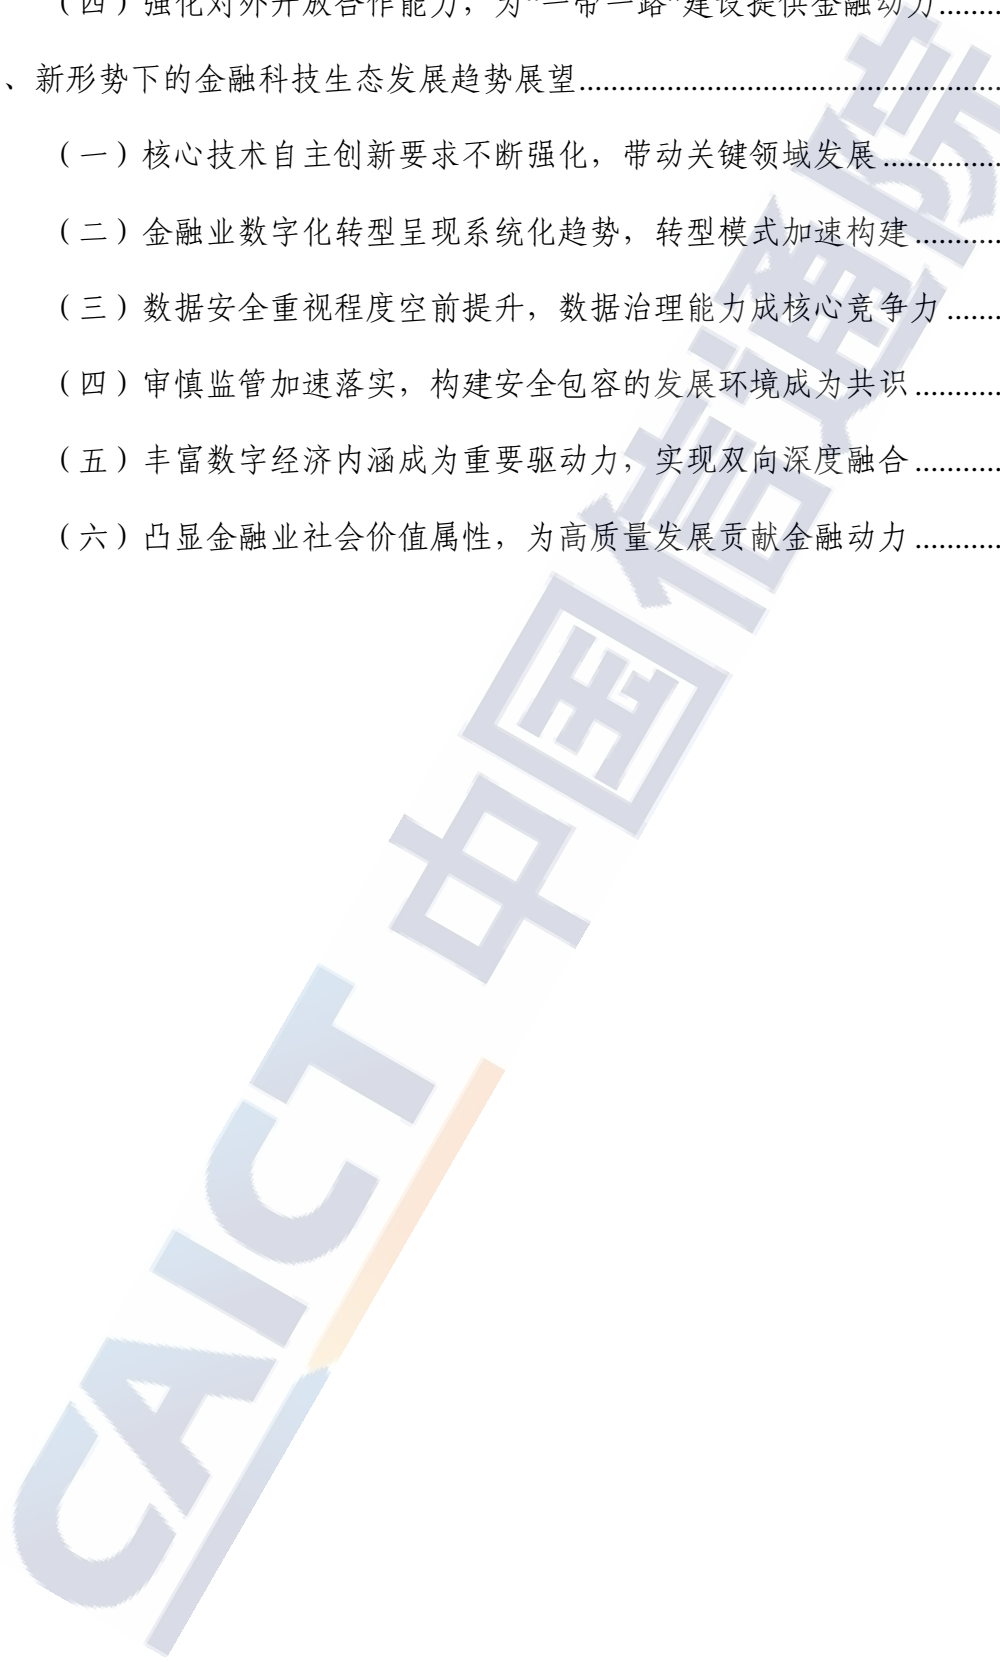 （四）强化对外开放合作能力，为“一带一路”建设提供金融动力.........
、新形势下的金融科技生态发展趋势展望......................................................
（一）核心技术自主创新要求不断强化，带动关键领域发展...............
（二）金融业数字化转型呈现系统化趋势，转型模式加速构建...........
（三）数据安全重视程度空前提升，数据治理能力成核心竞争力.......
（四）审慎监管加速落实，构建安全包容的发展环境成为共识...........
（五）丰富数字经济内涵成为重要驱动力，实现双向深度融合...........
（六）凸显金融业社会价值属性，为高质量发展贡献金融动力...........
CAICT 中国信通院